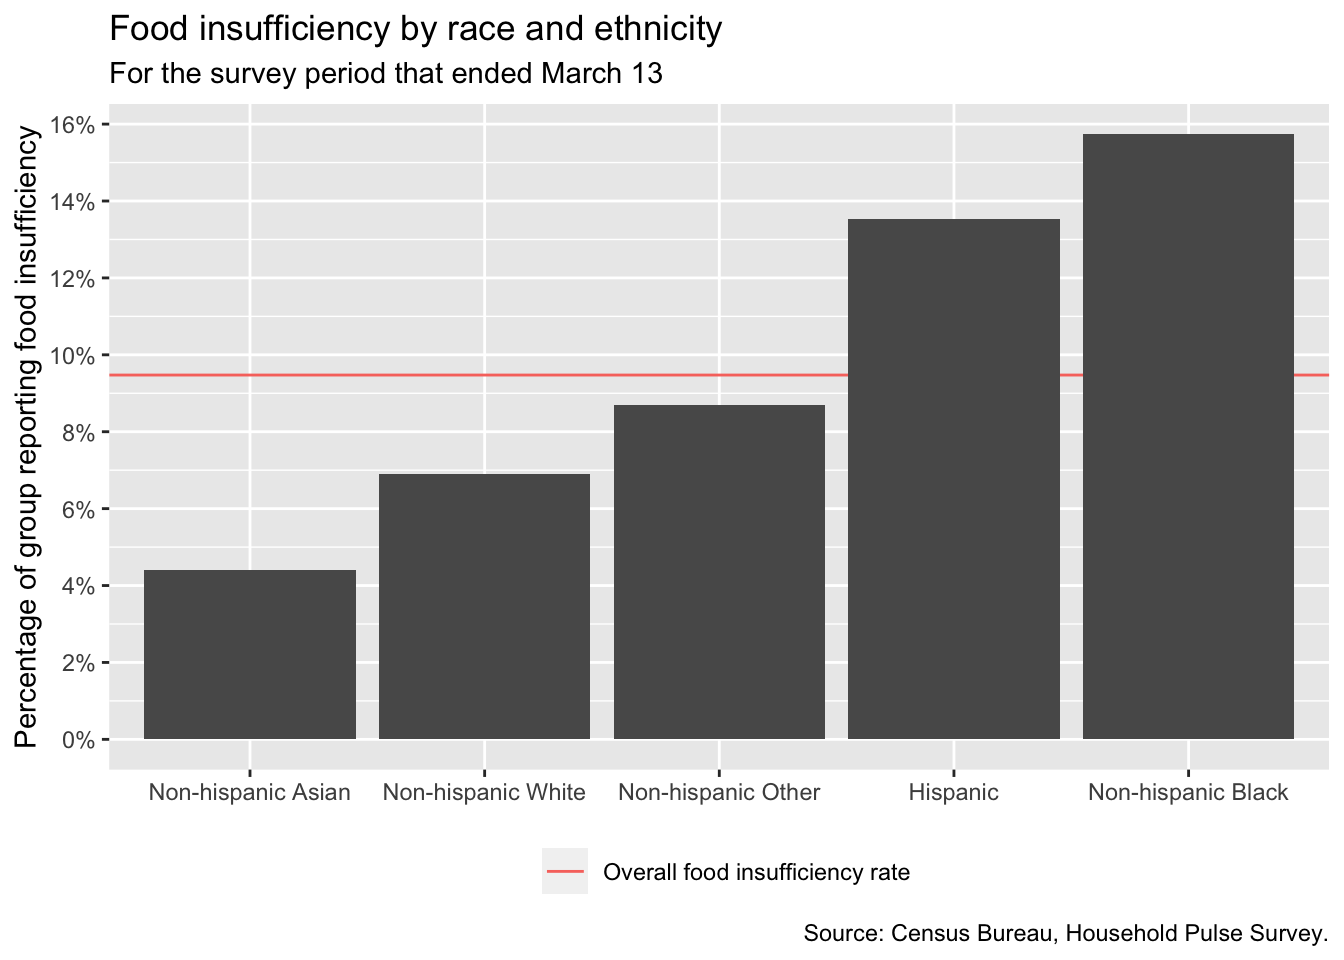 Food insufficiency by race and ethnicity
For the survey period that ended March 13
Percentage of group reporting food insufficiency
16%
14%
12%
10%
8%
6%
4%
2%
0%
Non-hispanic Asian
Non-hispanic White
Non-hispanic Other
Hispanic
Non-hispanic Black
Overall food insufficiency rate
Source: Census Bureau, Household Pulse Survey.